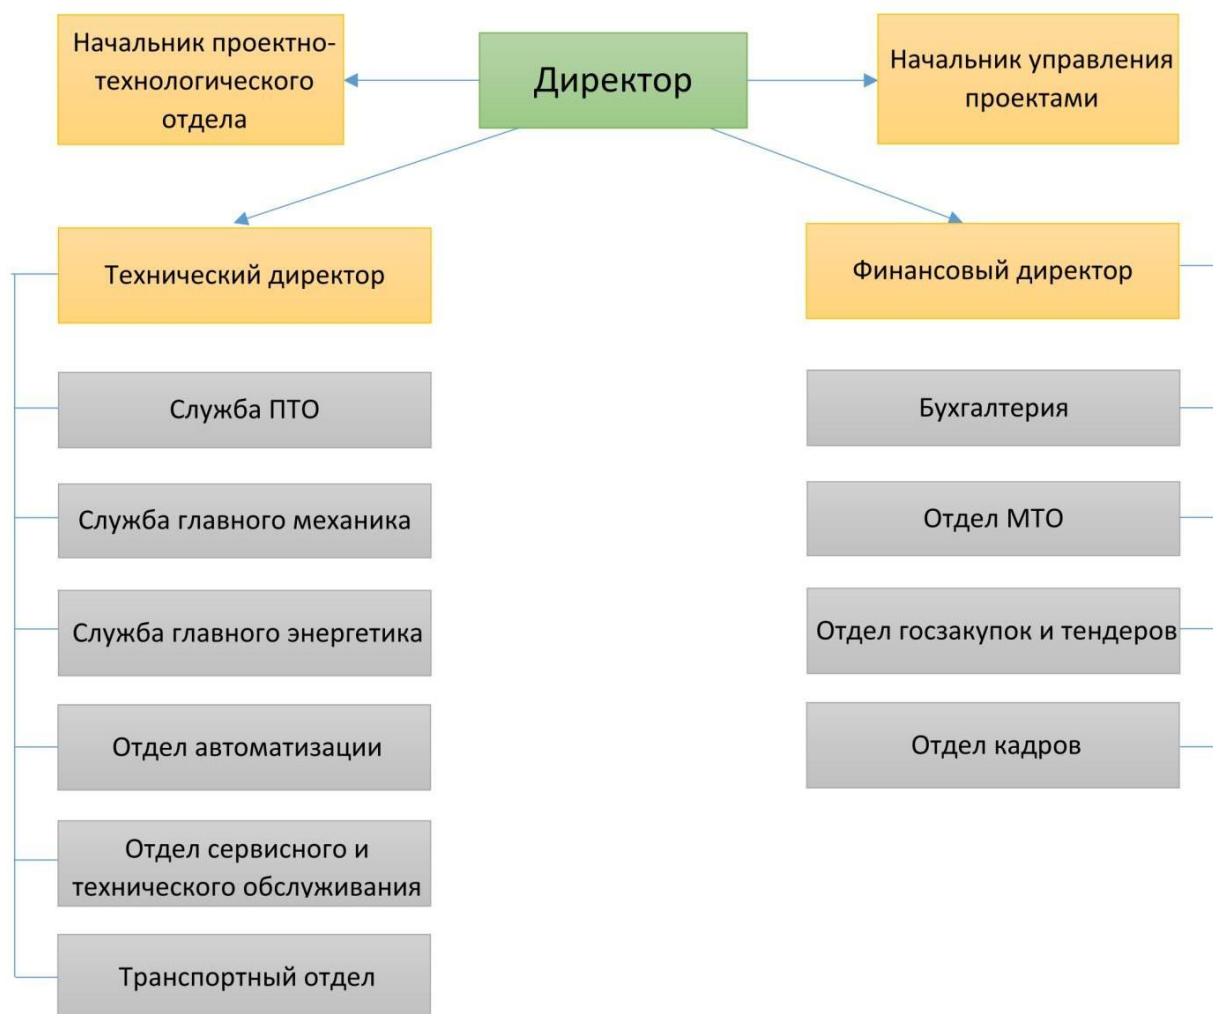 Начальник проектно-
технологического
отдела
Директор
Начальник управления
проектами
Технический директор
Финансовый директор
Служба ПТО
Бухгалтерия
Служба главного механика
Отдел МТО
Служба главного энергетика
Отдел госзакупок и тендеров
Отдел автоматизации
Отдел кадров
Отдел сервисного и
технического обслуживания
Транспортный отдел